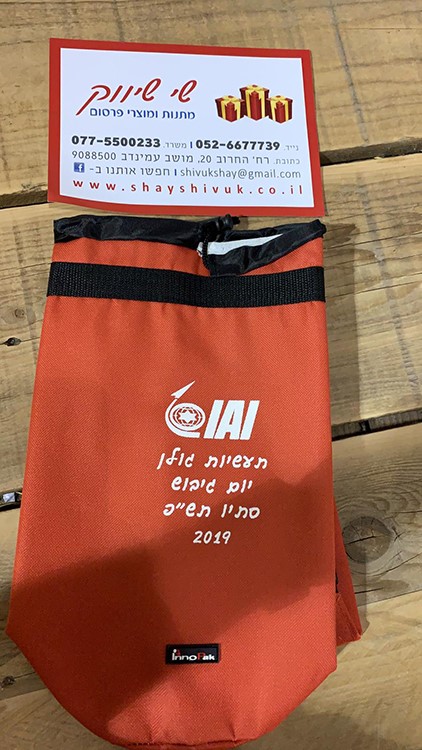 שי שיווק
מתנות ומוצרי פרסום
נייד. 052-6677739 | משרד. 077-5500233
כתובת. רח' החרוב 20, מושב עמינדב 9088500
shivukshay@gmail.com | חפשו אותנו ב- f
www.shayshivuk.co.il
IAI
תעשיות גולן
יום גיבוש
סתיו תש"פ
2019
InnoPak